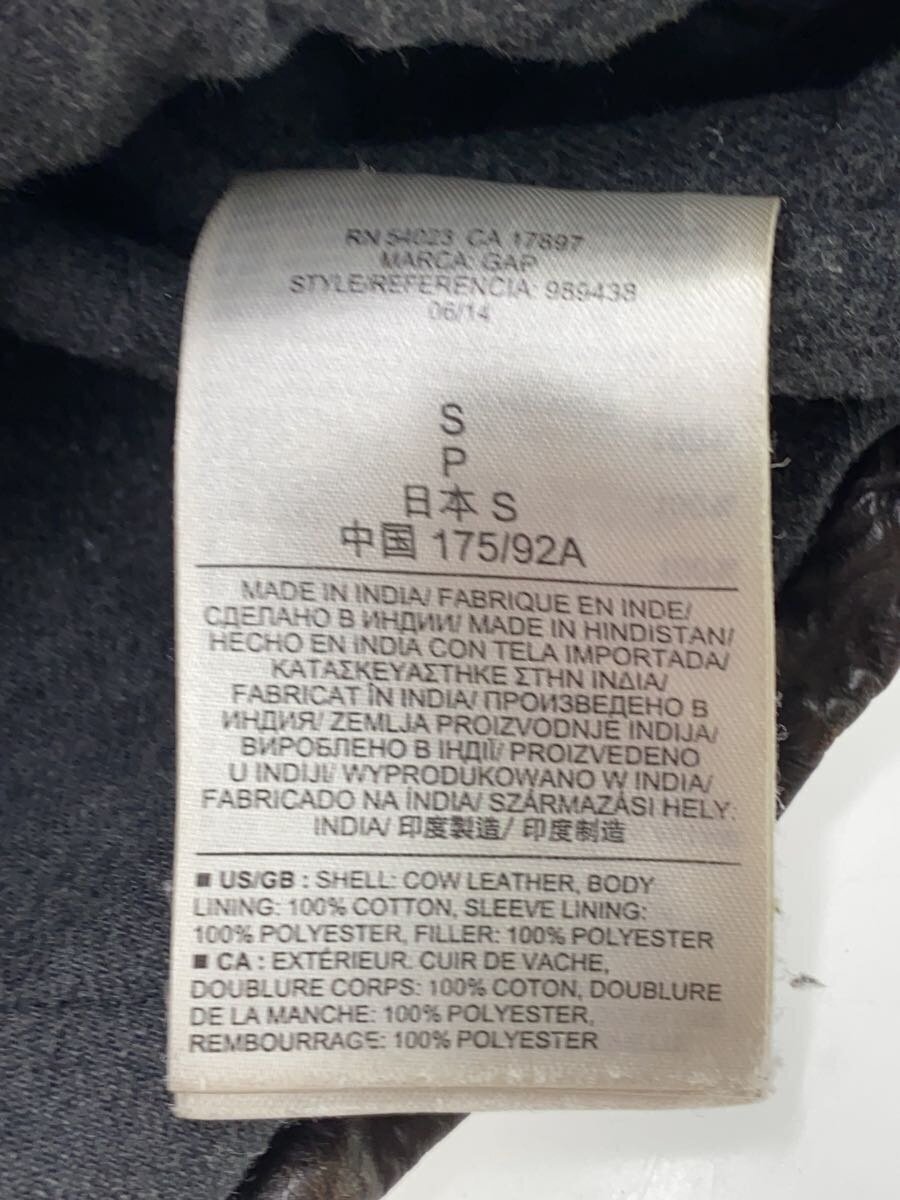 RN 54023 CA 17897
MARCA: GAP
STYLE/REFERENCIA: 989438
06/14
S
P
日本 S
中国 175/92A
MADE IN INDIA/ FABRIQUE EN INDE/
СДЕЛАНО В ИНДИИ/ MADE IN HINDISTAN/
HECHO EN INDIA CON TELA IMPORTADA/
ΚΑΤΑΣΚΕΥΑΣΤΗΚΕ ΣΤΗΝ ΙΝΔΙΑ/
FABRICAT ÎN INDIA/ ПРОИЗВЕДЕНО В
ИНДИЯ/ ZEMLJA PROIZVODNJE INDIJA/
ВИРОБЛЕНО В ІНДІЇ/ PROIZVEDENO
U INDIJI/ WYPRODUKOWANO W INDIA/
FABRICADO NA ÍNDIA/ SZÁRMAZÁSI HELY:
INDIA/ 印度製造/ 印度制造
■ US/GB : SHELL: COW LEATHER, BODY
LINING: 100% COTTON, SLEEVE LINING:
100% POLYESTER, FILLER: 100% POLYESTER
■ CA : EXTÉRIEUR. CUIR DE VACHE,
DOUBLURE CORPS: 100% COTON, DOUBLURE
DE LA MANCHE: 100% POLYESTER,
REMBOURRAGE: 100% POLYESTER